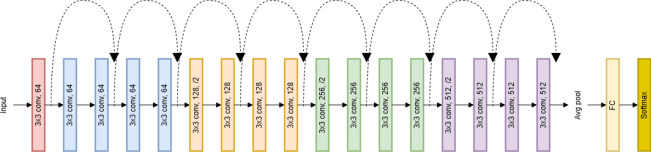 Input
3x3 conv, 64
3x3 conv, 64
3x3 conv, 64
3x3 conv, 64
3x3 conv, 64
3x3 conv, 128, /2
3x3 conv, 128
3x3 conv, 128
3x3 conv, 128
3x3 conv, 256, /2
3x3 conv, 256
3x3 conv, 256
3x3 conv, 256
3x3 conv, 512, /2
3x3 conv, 512
3x3 conv, 512
3x3 conv, 512
Avg pool
FC
Softmax